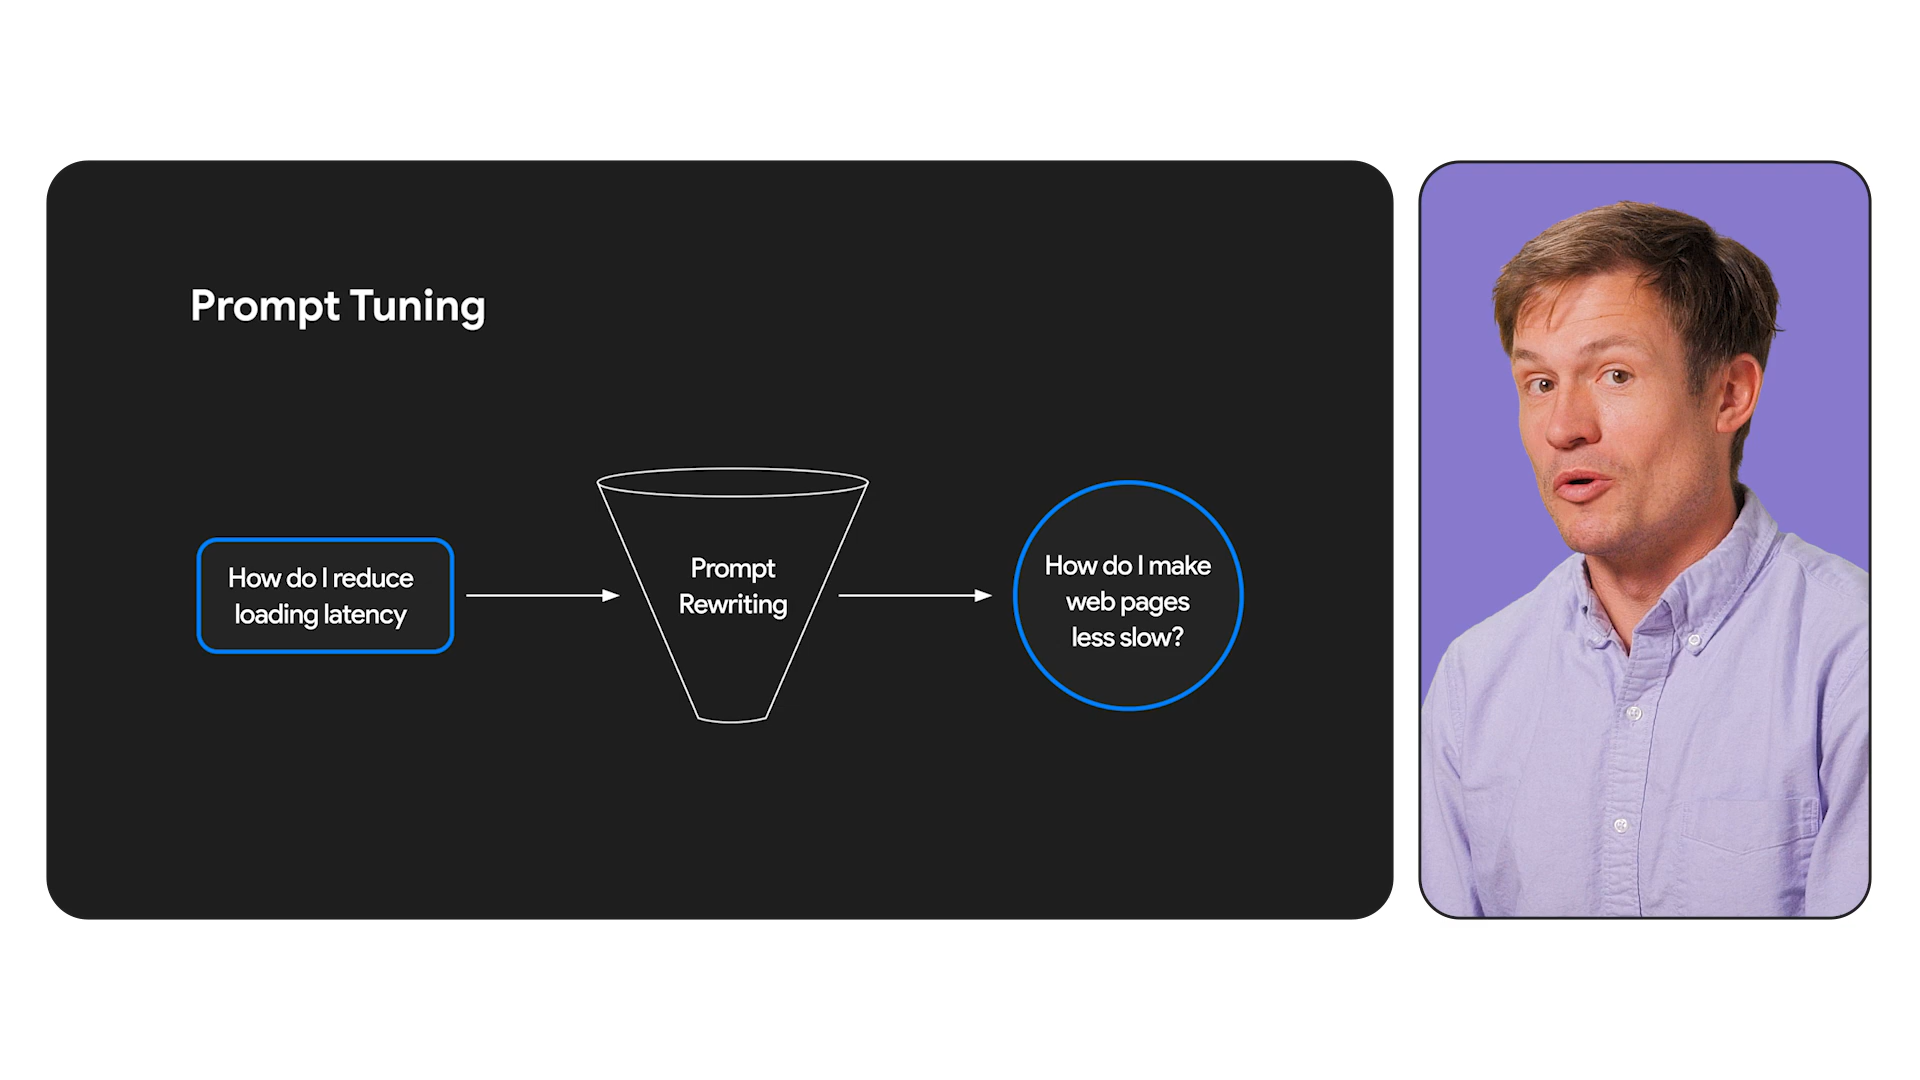 Prompt Tuning
How do I reduce
loading latency
Prompt
Rewriting
How do I make
web pages
less slow?